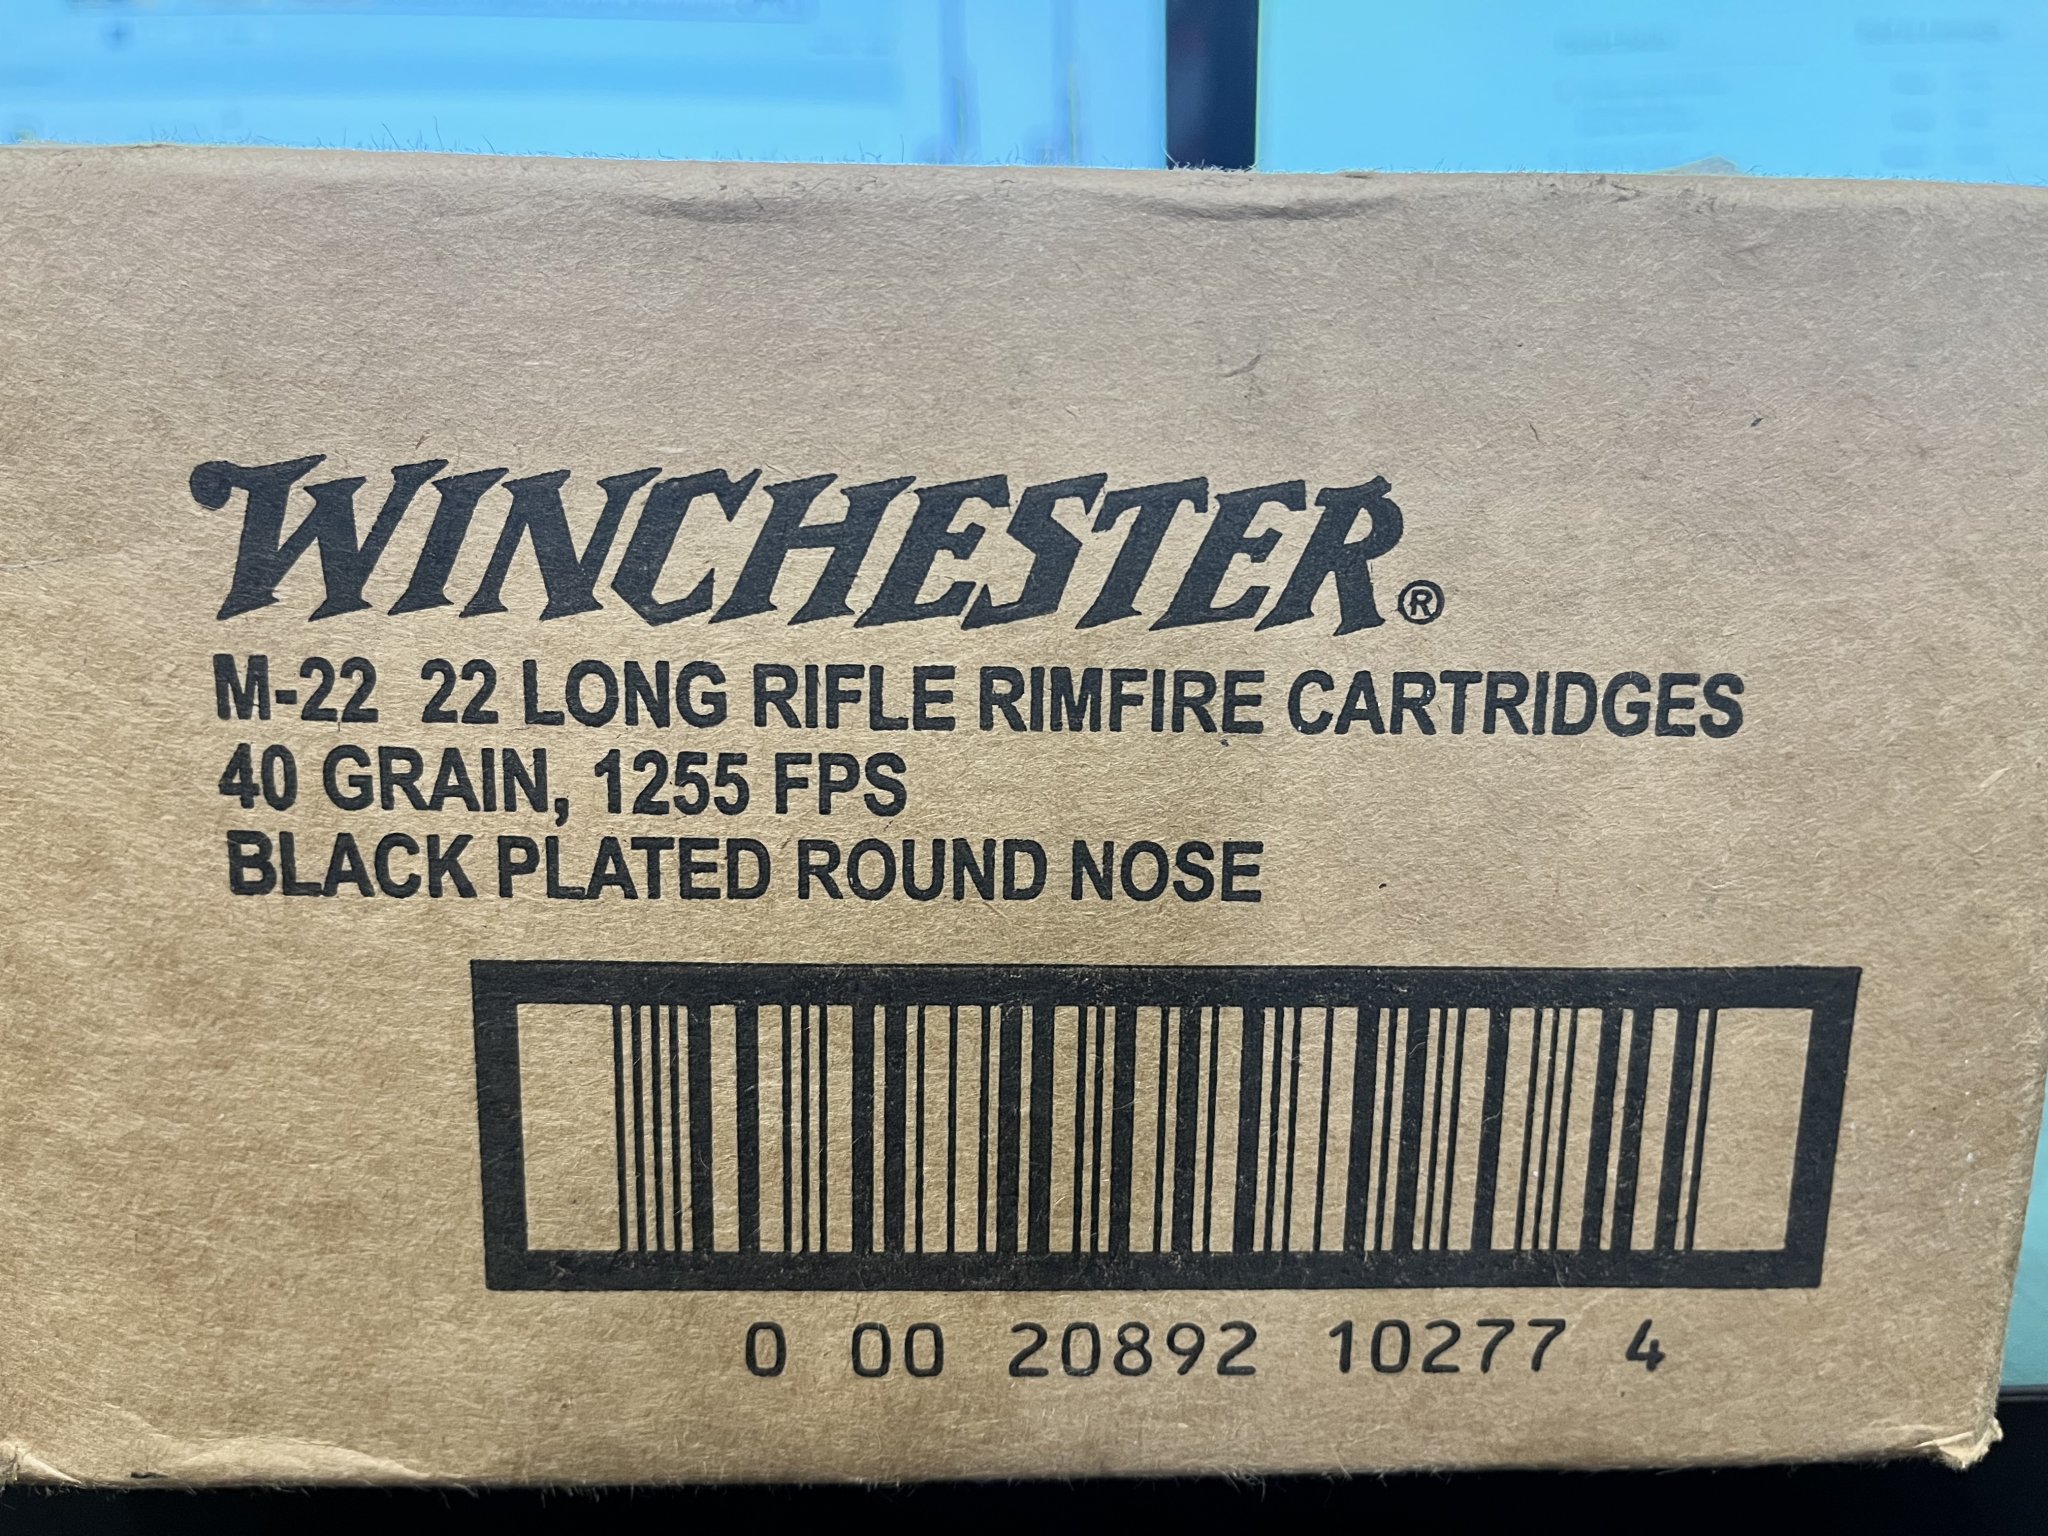 WINCHESTER®
M-22 22 LONG RIFLE RIMFIRE CARTRIDGES
40 GRAIN, 1255 FPS
BLACK PLATED ROUND NOSE
0 00 20892 10277 4